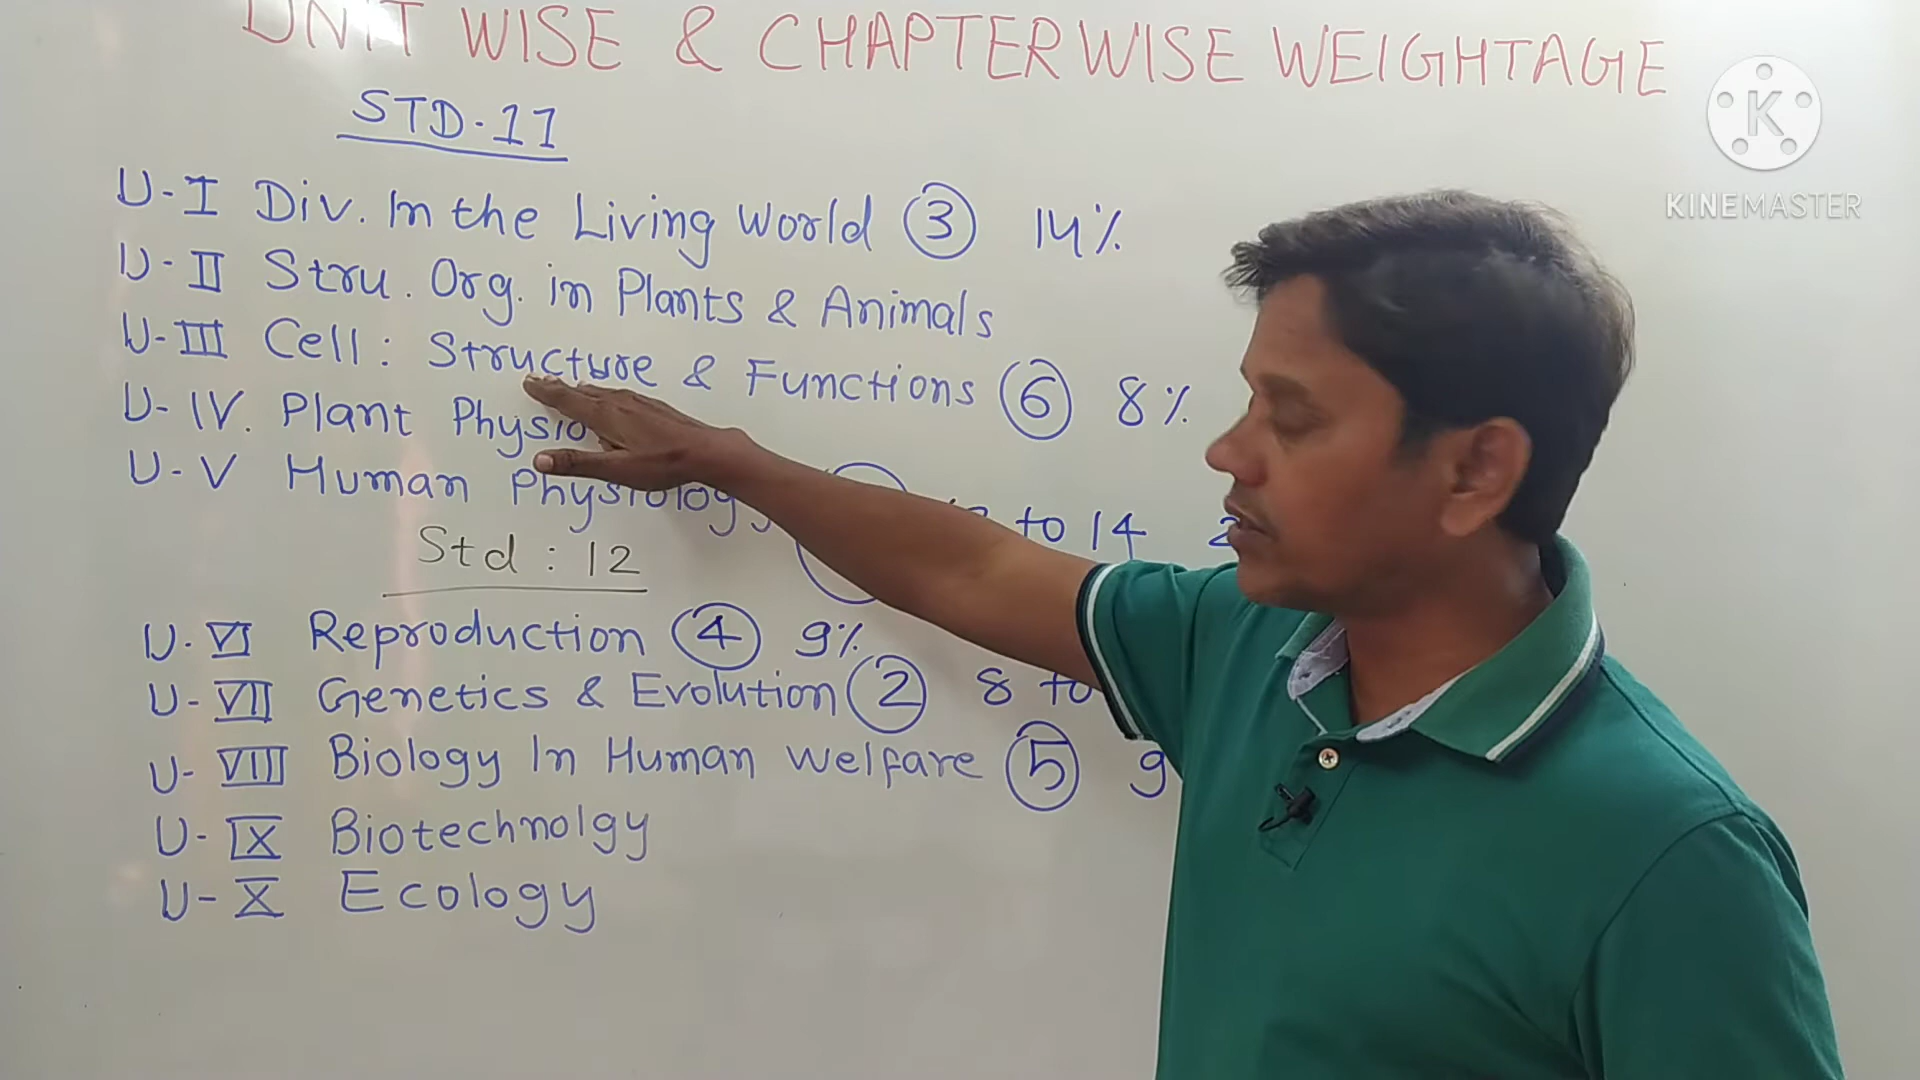 UNIT WISE & CHAPTERWISE WEIGHTAGE
STD-11
U-I Div. In the Living World 3 14%
U-II Stru. Org. in Plants & Animals
U-III Cell: Structure & Functions 6 8%
U-IV. Plant
U-V Human Physiology to 14
Std: 12
U-VI Reproduction 4 9%
U-VII Genetics & Evolution 2 8 to
U-VIII Biology In Human Welfare 5 9
U-IX Biotechnolgy
U-X Ecology
K
KINEMASTER